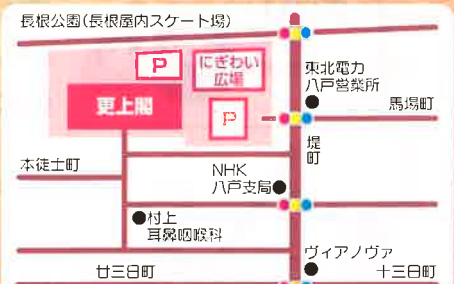 長根公園(長根屋内スケート場)
P
にぎわい
広場
東北電力
八戸営業所
更上閣
P
馬場町
堤
町
本徒士町
NHK
八戸支局
村上
耳鼻咽喉科
ヴィアノヴァ
廿三日町
十三日町